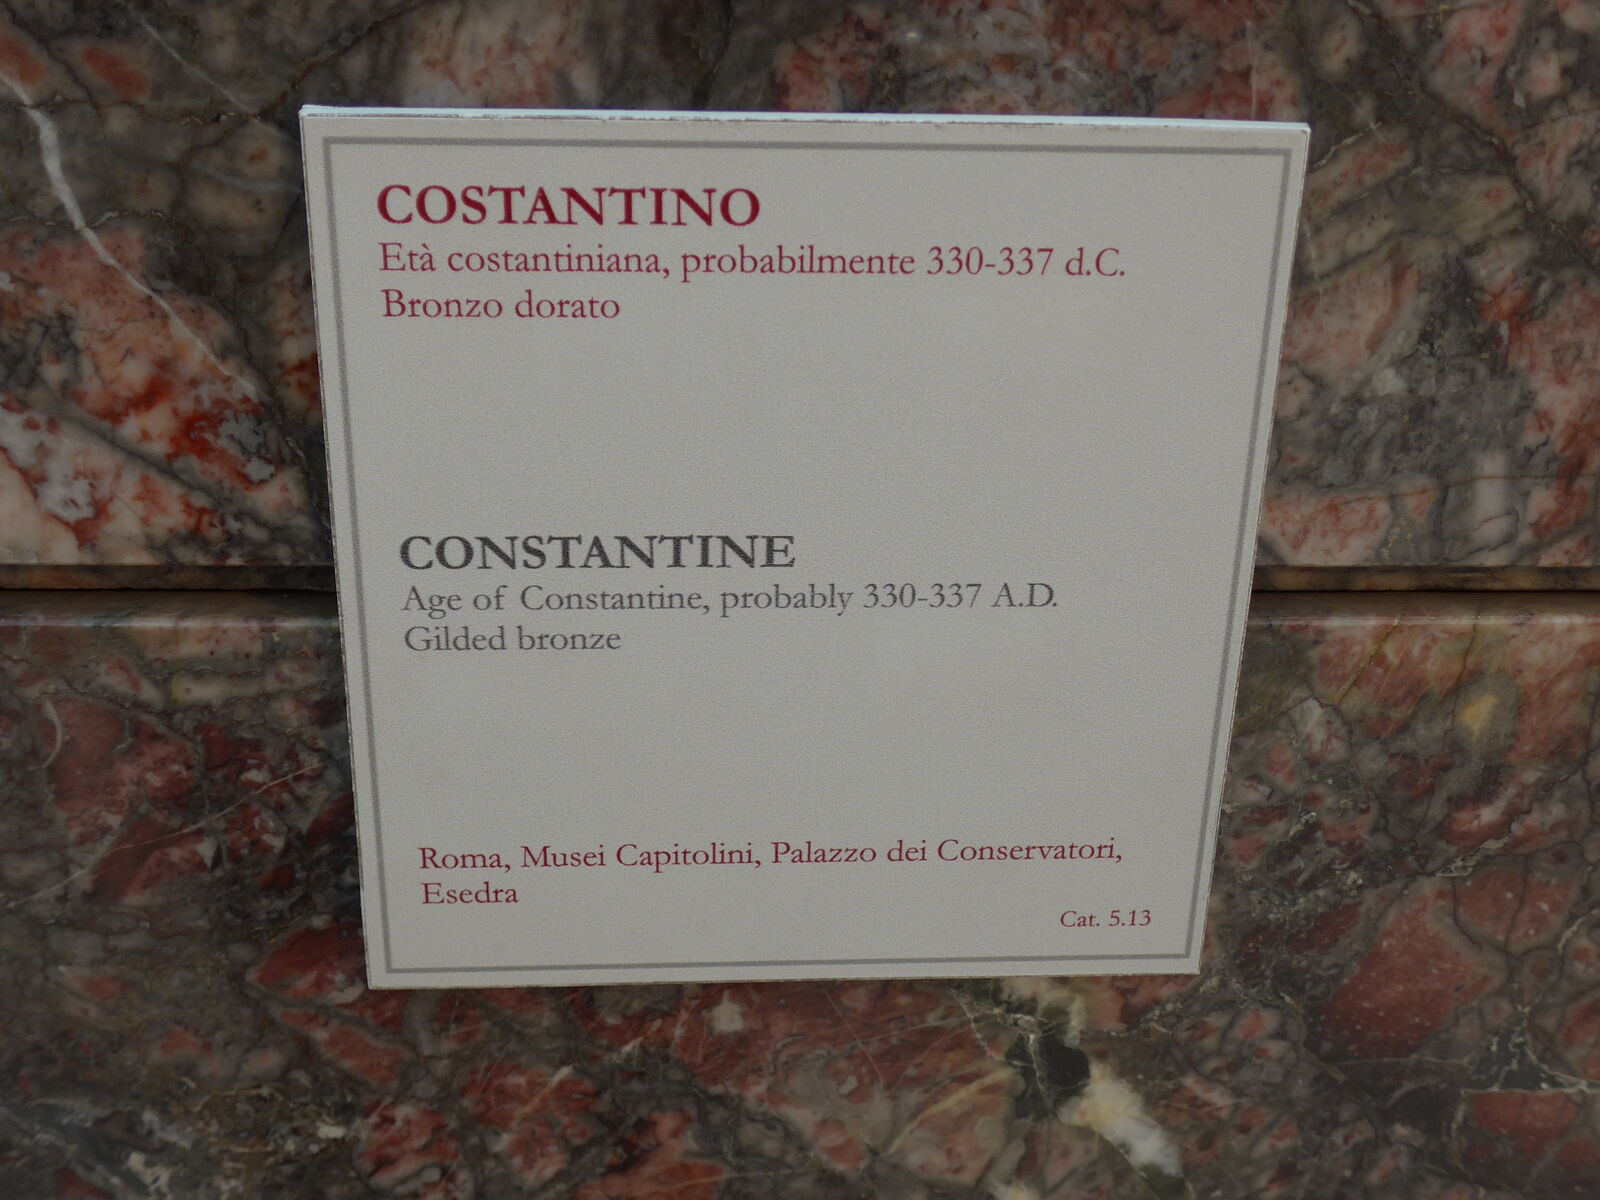 COSTANTINO
Età costantiniana, probabilmente 330-337 d.C.
Bronzo dorato
CONSTANTINE
Age of Constantine, probably 330-337 A.D.
Gilded bronze
Roma, Musei Capitolini, Palazzo dei Conservatori,
Esedra
Cat. 5.13